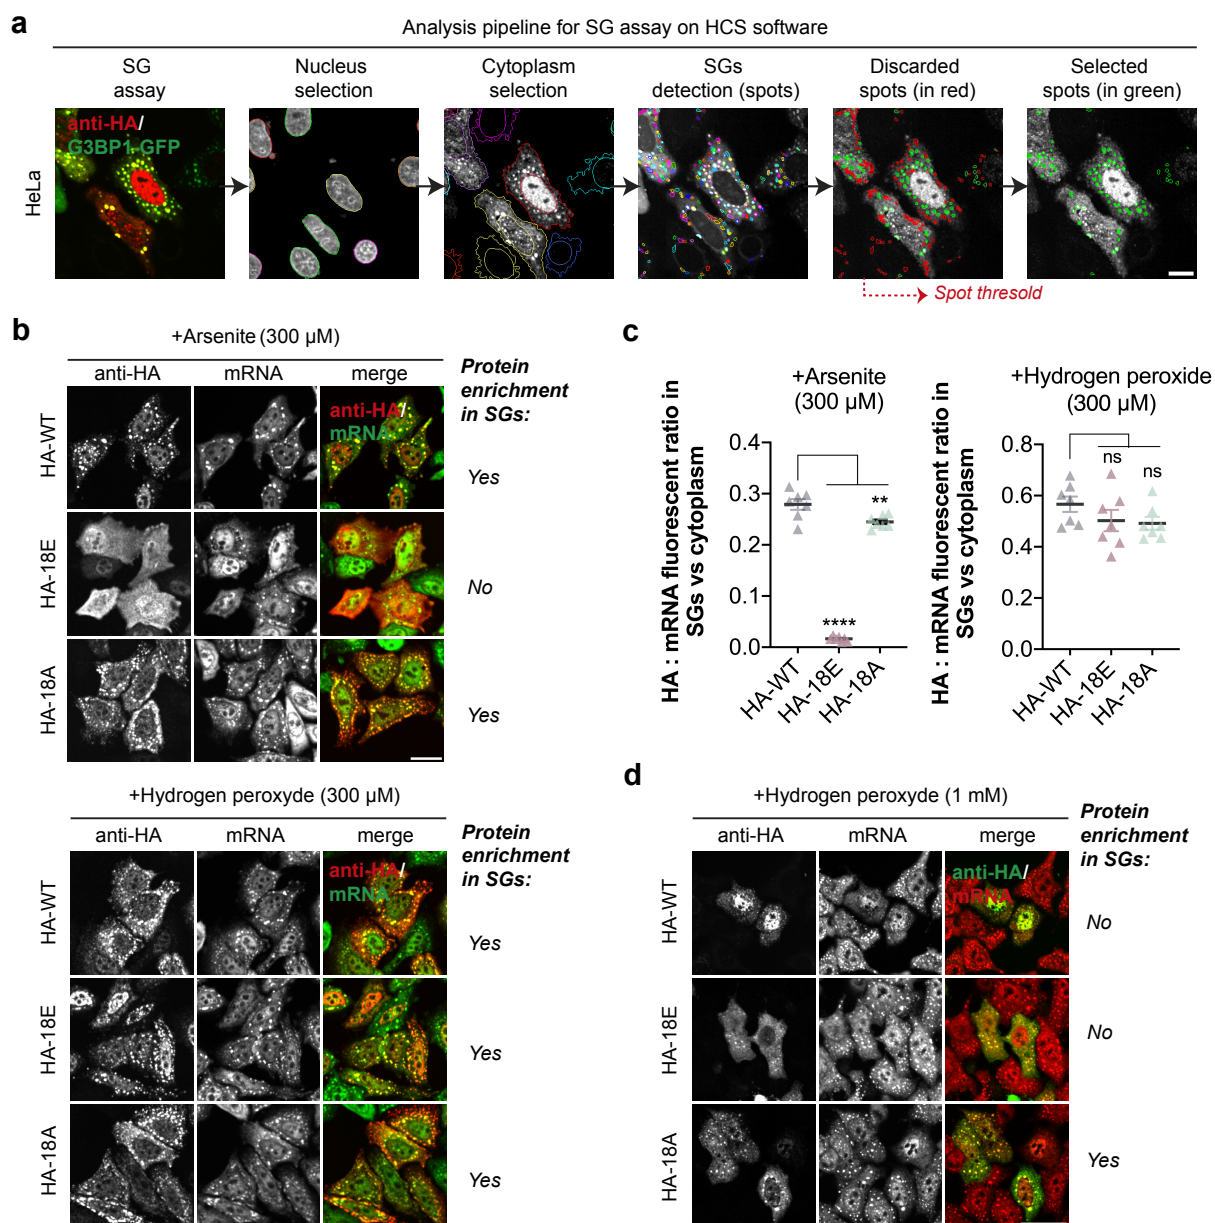 a
Analysis pipeline for SG assay on HCS software
SG
assay
Nucleus
selection
Cytoplasm
selection
SGs
detection (spots)
Discarded
spots (in red)
Selected
spots (in green)
HeLa
anti-HA/
G3BP1-GFP
Spot thresold
b
+Arsenite (300 µM)
anti-HA
mRNA
merge
Protein
enrichment
in SGs:
HA-WT
anti-HA/
mRNA
Yes
HA-18E
No
HA-18A
Yes
+Hydrogen peroxyde (300 µM)
anti-HA
mRNA
merge
Protein
enrichment
in SGs:
HA-WT
anti-HA/
mRNA
Yes
HA-18E
Yes
HA-18A
Yes
c
+Arsenite
(300 µM)
HA : mRNA fluorescent ratio in
SGs vs cytoplasm
0.4
0.3
0.2
0.1
0.0
**
****
HA-WT
HA-18E
HA-18A
+Hydrogen peroxide
(300 µM)
HA : mRNA fluorescent ratio in
SGs vs cytoplasm
0.8
0.6
0.4
0.2
0.0
ns
ns
HA-WT
HA-18E
HA-18A
d
+Hydrogen peroxyde (1 mM)
anti-HA
mRNA
merge
Protein
enrichment
in SGs:
HA-WT
anti-HA/
mRNA
No
HA-18E
No
HA-18A
Yes